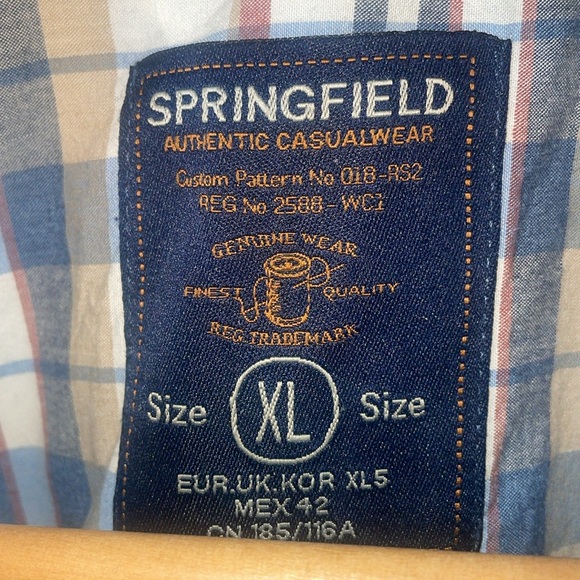 SPRINGFIELD
AUTHENTIC CASUALWEAR
Custom Pattern No 018-RS2
REG No 2588-WC1
GENUINE WEAR
FINEST QUALITY
REG. TRADEMARK
Size XL Size
EUR.UK.KOR XL5
MEX 42
CN 185/116A